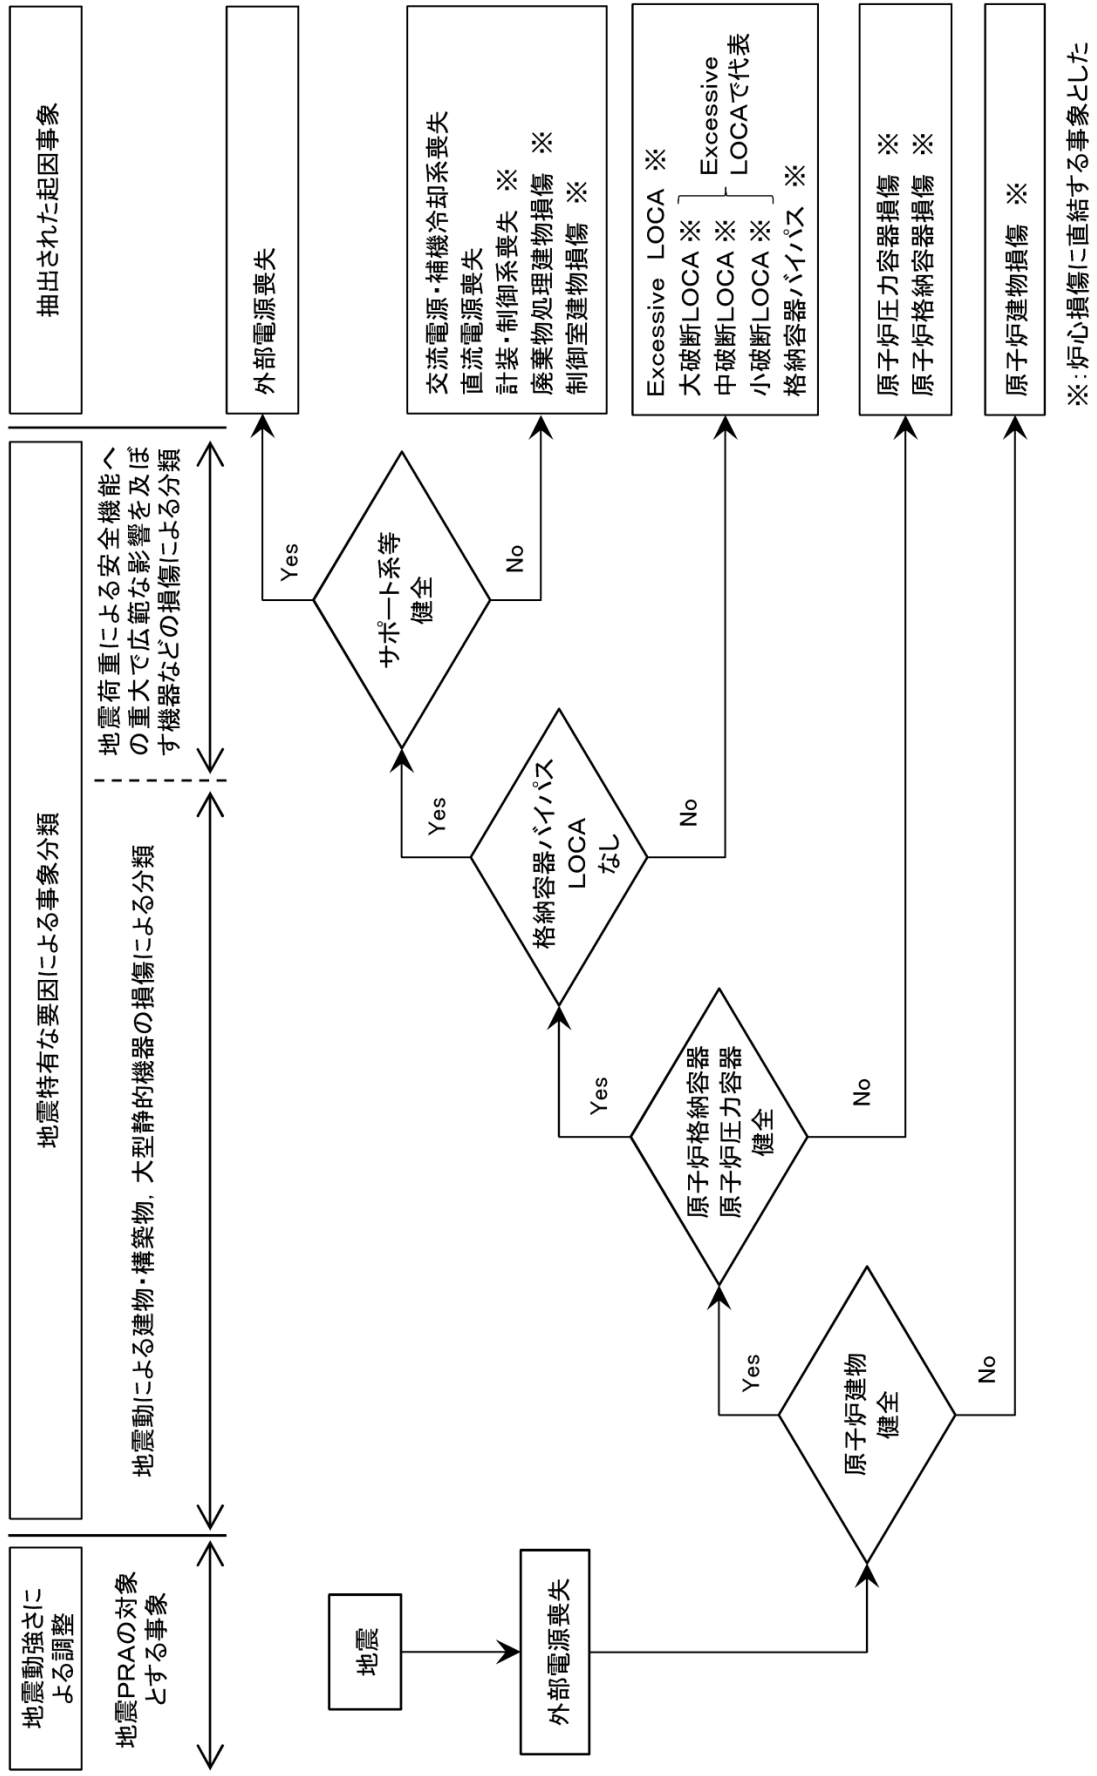 地震動強さに
よる調整
地震特有な要因による事象分類
抽出された起因事象
地震PRAの対象
とする事象
地震動による建物・構築物，大型静的機器の損傷による分類
地震荷重による安全機能へ
の重大で広範な影響を及ぼ
す機器などの損傷による分類
地震
外部電源喪失
原子炉建物
健全
Yes
No
原子炉格納容器
原子炉圧力容器
健全
Yes
No
格納容器バイパス
LOCA
なし
Yes
No
サポート系等
健全
Yes
No
外部電源喪失
交流電源・補機冷却系喪失
直流電源喪失
計装・制御系喪失 ※
廃棄物処理建物損傷 ※
制御室建物損傷 ※
Excessive LOCA ※
大破断LOCA ※
中破断LOCA ※
小破断LOCA ※
Excessive
LOCAで代表
格納容器バイパス ※
原子炉圧力容器損傷 ※
原子炉格納容器損傷 ※
原子炉建物損傷 ※
※：炉心損傷に直結する事象とした